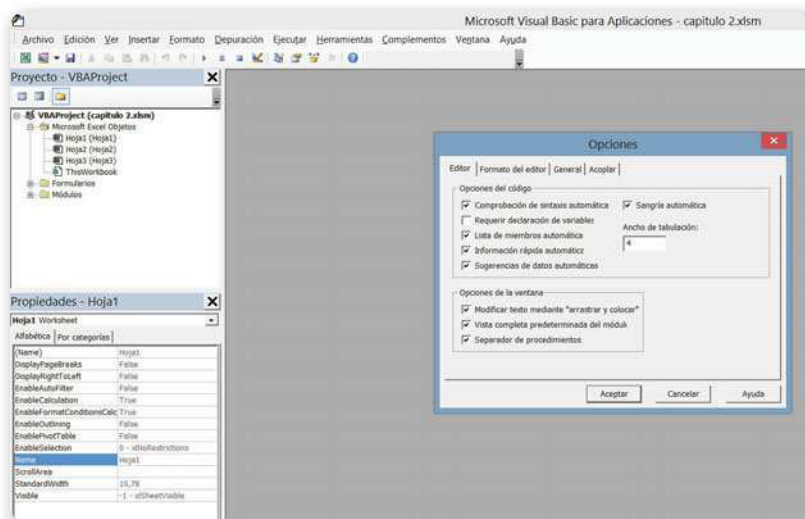 Microsoft Visual Basic para Aplicaciones - capitulo 2.xlsm
Archivo Edición Ver Insertar Formato Depuración Ejecutar Herramientas Complementos Ventana Ayuda
Proyecto - VBAProject
VBAProject (capitulo 2.xlsm)
Microsoft Excel Objetos
Hoja1 (Hoja1)
Hoja2 (Hoja2)
Hoja3 (Hoja3)
ThisWorkbook
Formularios
Módulos
Propiedades - Hoja1
Hoja1 Worksheet
Alfabética Por categorías
(Name) Hoja1
DisplayPageBreaks False
DisplayRightToLeft False
EnableAutoFilter False
EnableCalculation True
EnableFormatConditionsCalc True
EnableOutlining False
EnablePivotTable False
EnableSelection 0 - xlNoRestrictions
Name Hoja1
ScrollArea
StandardWidth 10,78
Visible -1 - xlSheetVisible
Opciones
Editor Formato del editor General Acoplar
Opciones del código
Comprobación de sintaxis automática
Sangría automática
Requerir declaración de variables
Ancho de tabulación:
Lista de miembros automática
4
Información rápida automátic
Sugerencias de datos automáticas
Opciones de la ventana
Modificar texto mediante "arrastrar y colocar"
Vista completa predeterminada del módul
Separador de procedimientos
Aceptar Cancelar Ayuda